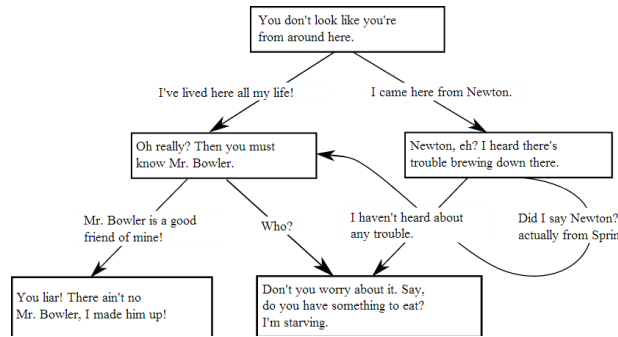 You don't look like you're
from around here.
I've lived here all my life!
I came here from Newton.
Oh really? Then you must
know Mr. Bowler.
Newton, eh? I heard there's
trouble brewing down there.
Mr. Bowler is a good
friend of mine!
Who?
I haven't heard about
any trouble.
Did I say Newton?
actually from
You liar! There ain't no
Mr. Bowler, I made him up!
Don't you worry about it. Say,
do you have something to eat?
I'm starving.